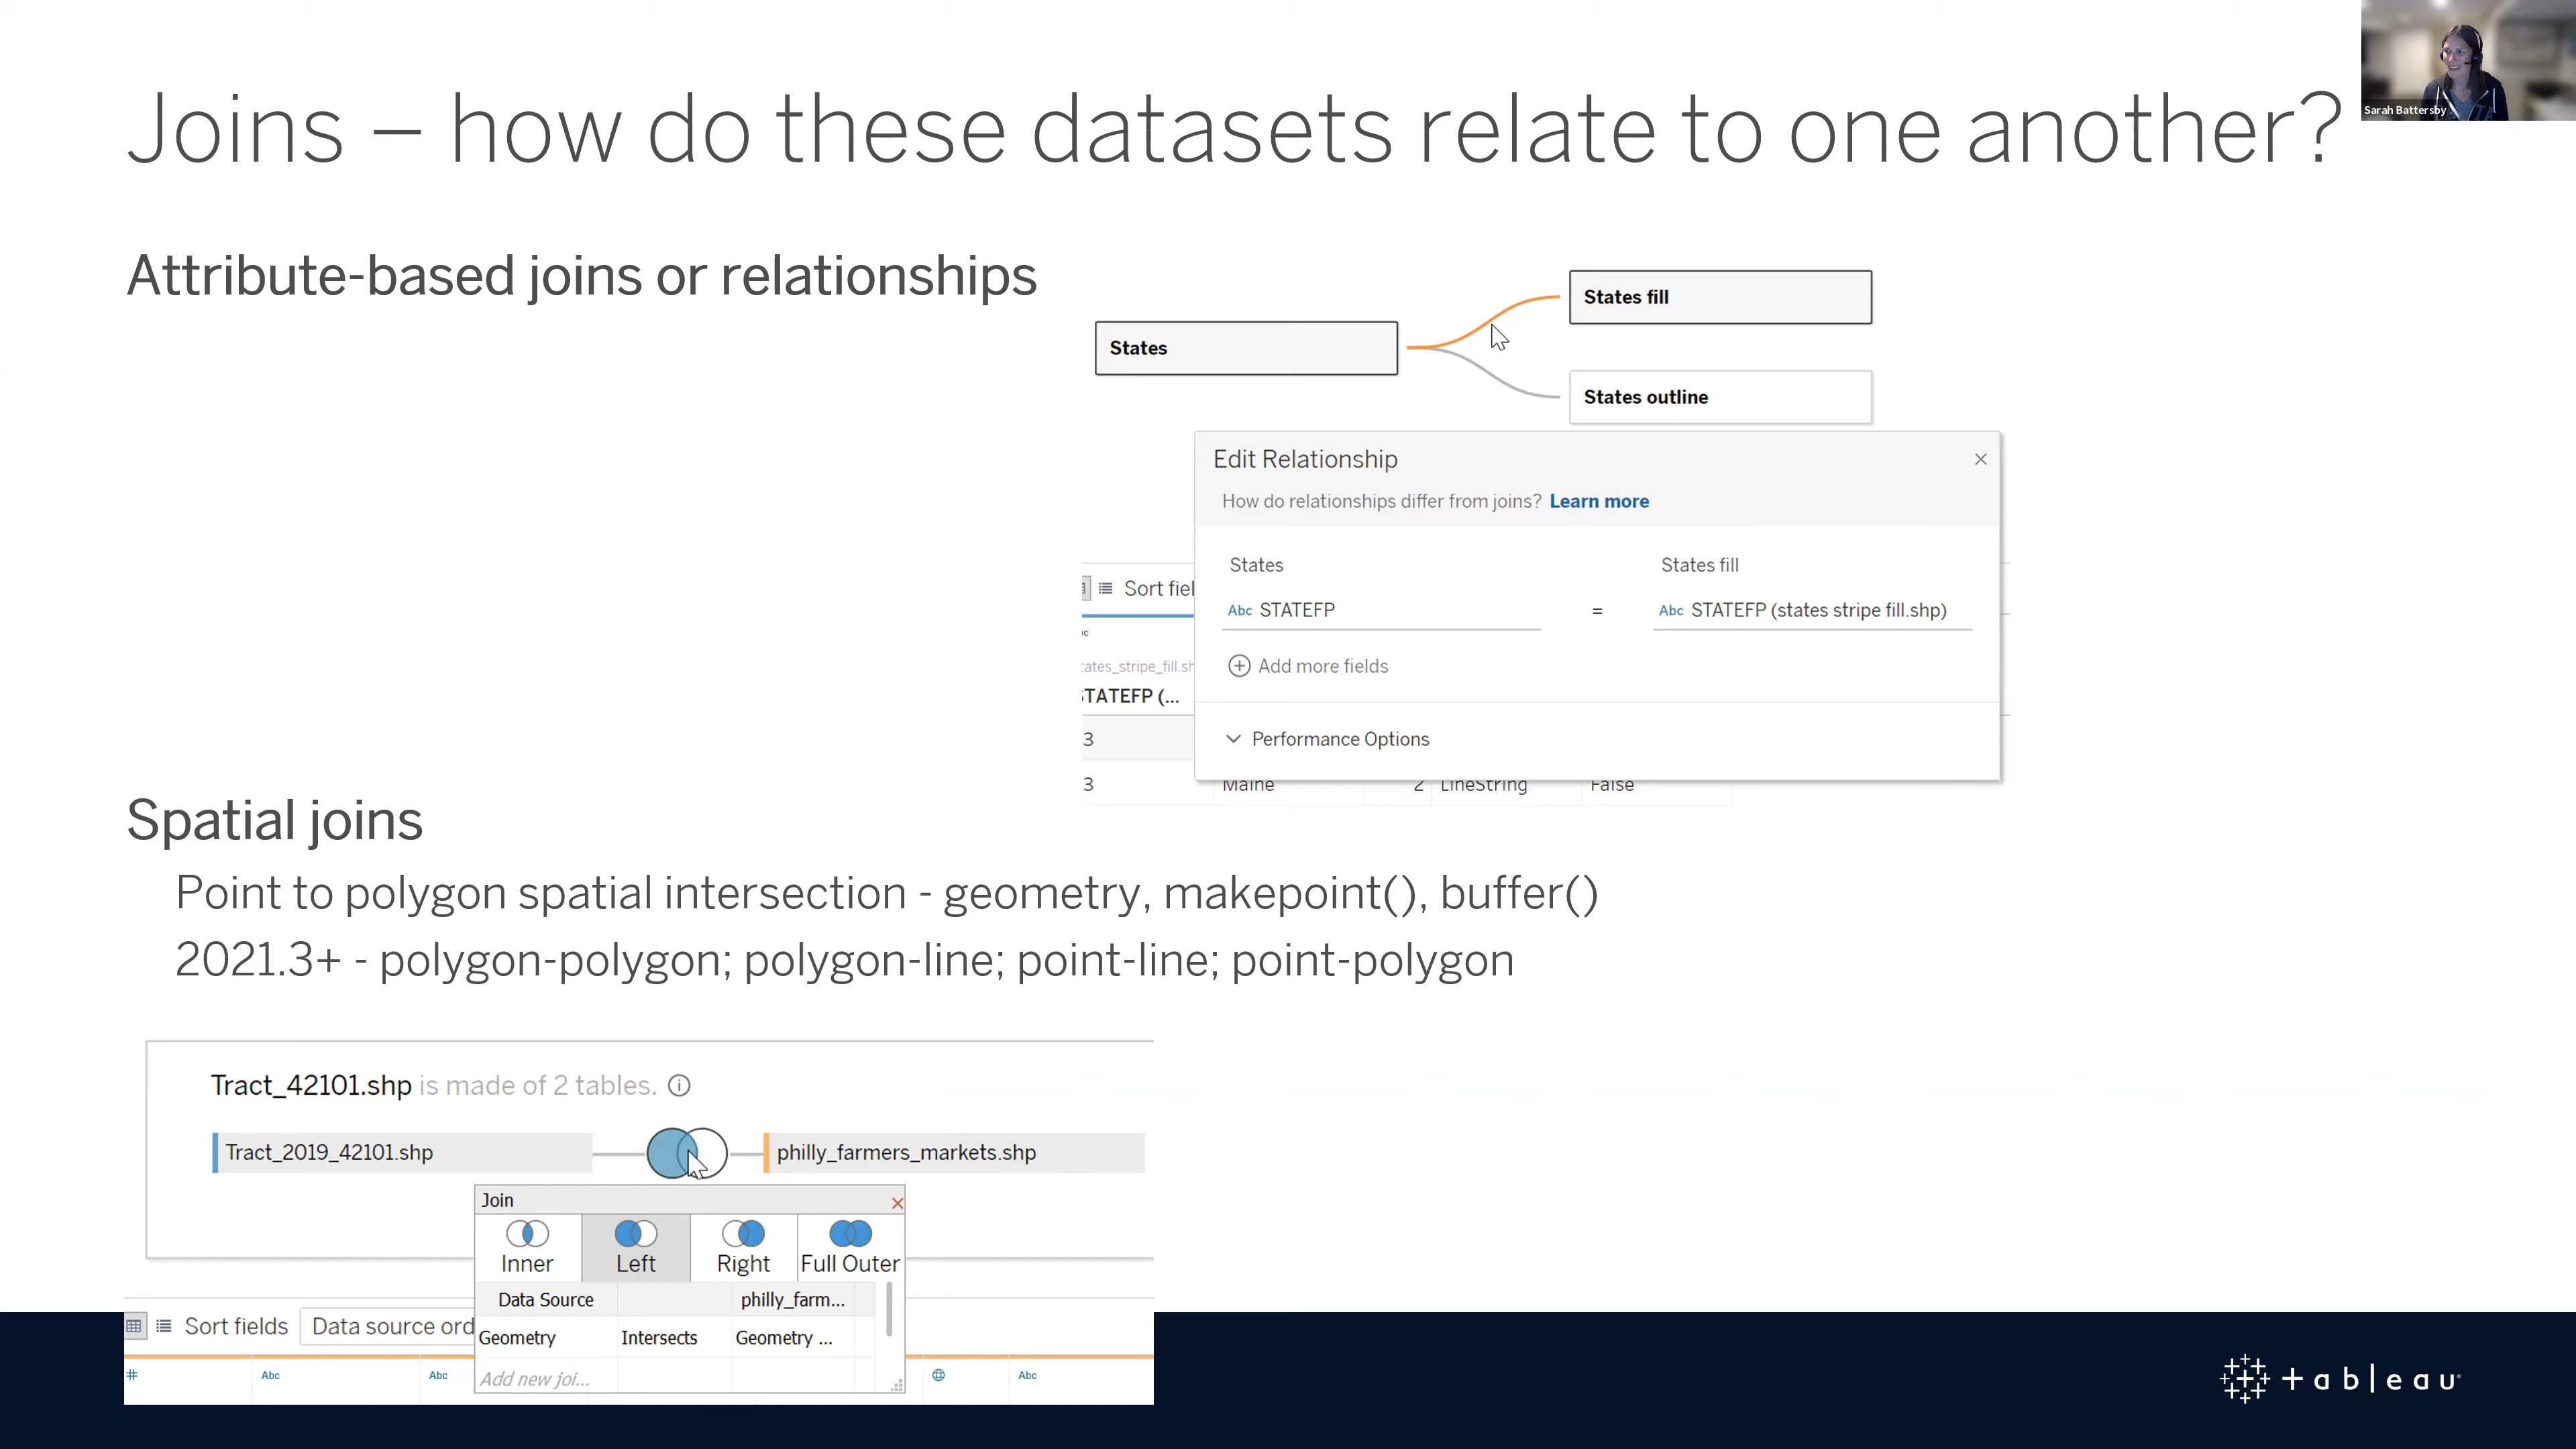 Joins – how do these datasets relate to one another?
Sarah Battersby
Attribute-based joins or relationships
States fill
States
States outline
Edit Relationship
How do relationships differ from joins? Learn more
States
States fill
Sort fiel
Abc STATEFP
=
Abc STATEFP (states stripe fill.shp)
tates_stripe_fill.sh
Add more fields
STATEFP (...
3
Performance Options
3 Maine 2 LineString False
Spatial joins
Point to polygon spatial intersection - geometry, makepoint(), buffer()
2021.3+ - polygon-polygon; polygon-line; point-line; point-polygon
Tract_42101.shp is made of 2 tables.
Tract_2019_42101.shp
philly_farmers_markets.shp
Join
Inner Left Right Full Outer
Data Source philly_farm...
Sort fields Data source ord
Geometry Intersects Geometry ...
Add new joi...
# Abc Abc Abc
+ableau